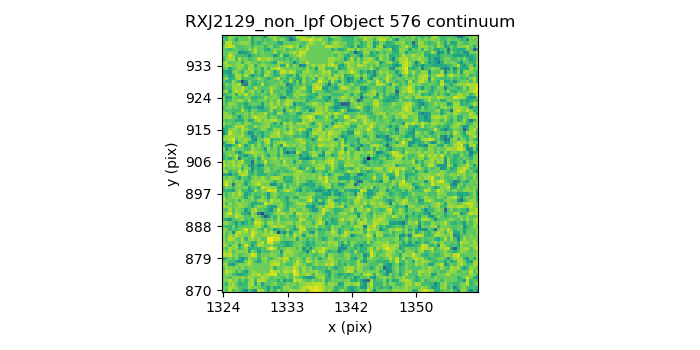 RXJ2129_non_lpf Object 576 continuum
933
924
915
906
897
888
879
870
y (pix)
1324 1333 1342 1350
x (pix)